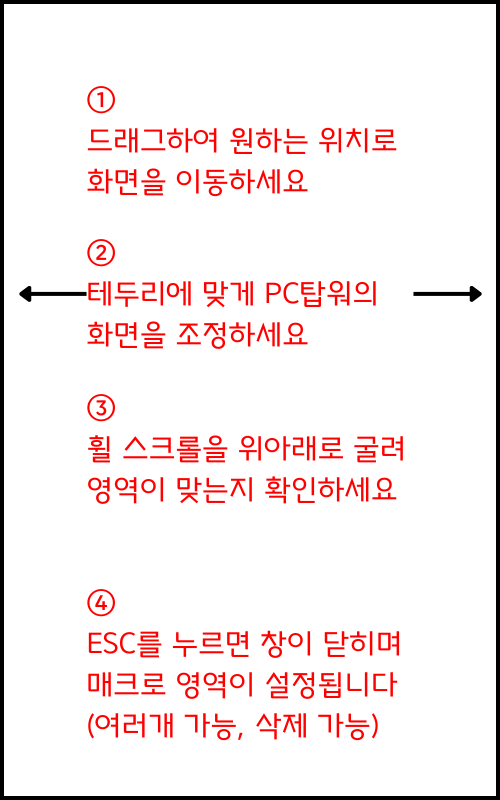 ①
드래그하여 원하는 위치로
화면을 이동하세요
②
테두리에 맞게 PC탑워의
화면을 조정하세요
③
휠 스크롤을 위아래로 굴려
영역이 맞는지 확인하세요
④
ESC를 누르면 창이 닫히며
매크로 영역이 설정됩니다
(여러개 가능, 삭제 가능)